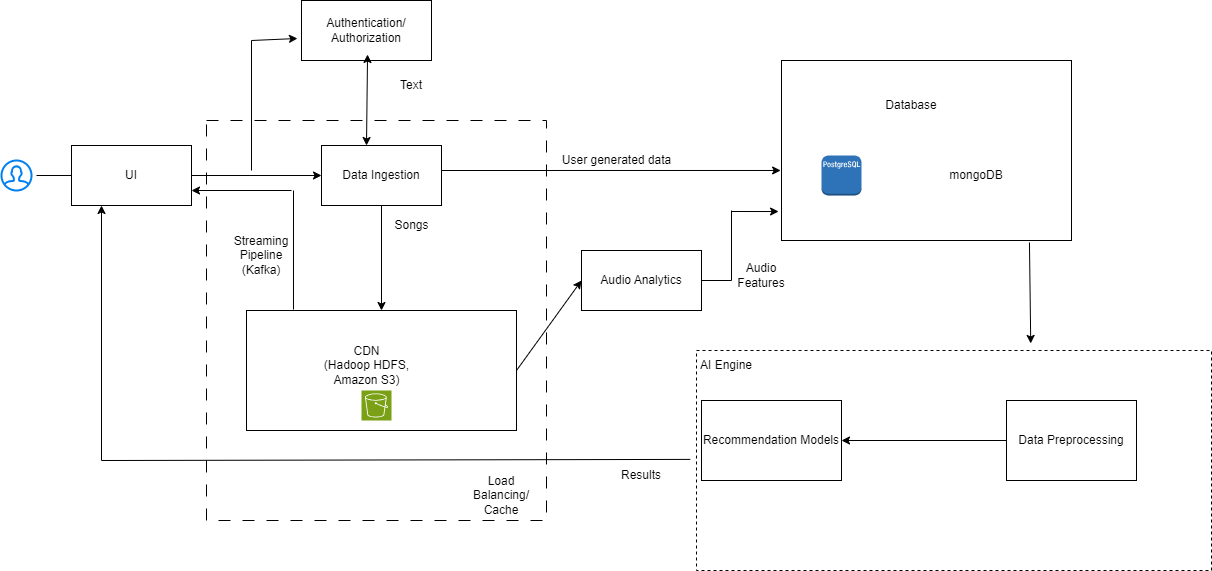 Authentication/
Authorization
Text
Database
PostgreSQL
mongoDB
UI
Data Ingestion
User generated data
Songs
Streaming
Pipeline
(Kafka)
Audio Analytics
Audio
Features
CDN
(Hadoop HDFS,
Amazon S3)
AI Engine
Recommendation Models
Data Preprocessing
Results
Load
Balancing/
Cache